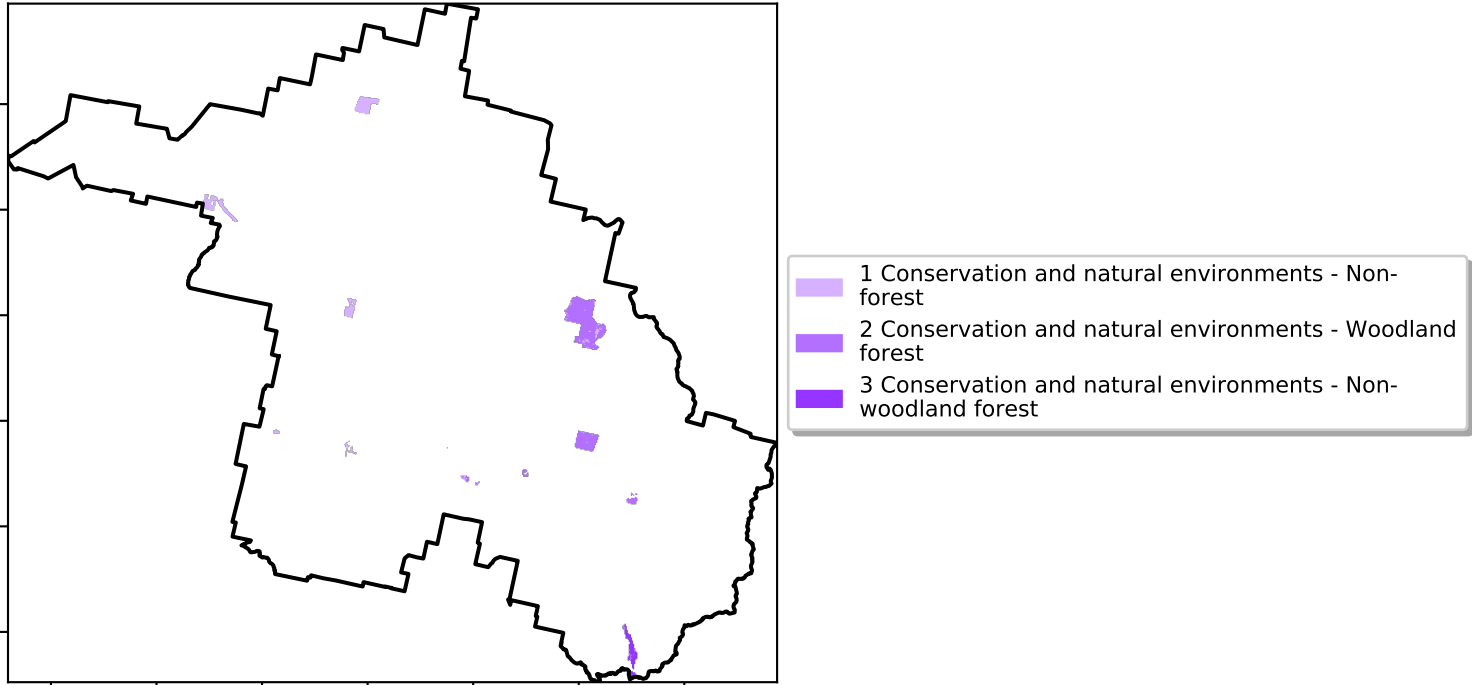 1 Conservation and natural environments - Non-
forest
2 Conservation and natural environments - Woodland
forest
3 Conservation and natural environments - Non-
woodland forest